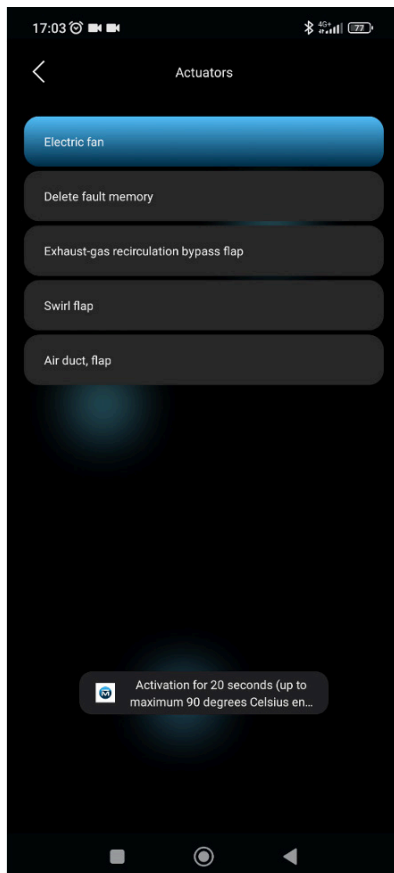 17:03
4G+
77
Actuators
Electric fan
Delete fault memory
Exhaust-gas recirculation bypass flap
Swirl flap
Air duct, flap
Activation for 20 seconds (up to
maximum 90 degrees Celsius en...